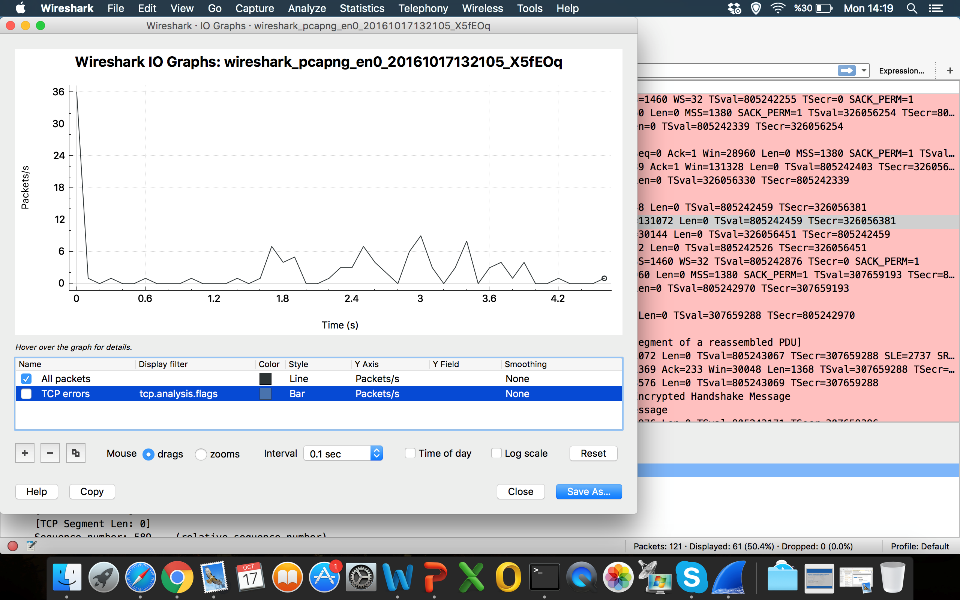 Wireshark File Edit View Go Capture Analyze Statistics Telephony Wireless Tools Help %30 Mon 14:19
Wireshark · IO Graphs · wireshark_pcapng_en0_20161017132105_X5fEOq
Wireshark IO Graphs: wireshark_pcapng_en0_20161017132105_X5fEOq
Packets/s
36
30
24
18
12
6
0
0 0.6 1.2 1.8 2.4 3 3.6 4.2
Time (s)
Hover over the graph for details.
Name Display filter Color Style Y Axis Y Field Smoothing
All packets Line Packets/s None
TCP errors tcp.analysis.flags Bar Packets/s None
+ − Mouse drags zooms Interval 0.1 sec Time of day Log scale Reset
Help Copy Close Save As...
Expression... +
=1460 WS=32 TSval=805242255 TSecr=0 SACK_PERM=1
0 Len=0 MSS=1380 SACK_PERM=1 TSval=326056254 TSecr=80...
n=0 TSval=805242339 TSecr=326056254
eq=0 Ack=1 Win=28960 Len=0 MSS=1380 SACK_PERM=1 TSval...
9 Ack=1 Win=131328 Len=0 TSval=805242403 TSecr=326056...
en=0 TSval=326056330 TSecr=805242339
8 Len=0 TSval=805242459 TSecr=326056381
131072 Len=0 TSval=805242459 TSecr=326056381
30144 Len=0 TSval=326056451 TSecr=805242459
2 Len=0 TSval=805242526 TSecr=326056451
S=1460 WS=32 TSval=805242876 TSecr=0 SACK_PERM=1
60 Len=0 MSS=1380 SACK_PERM=1 TSval=307659193 TSecr=8...
en=0 TSval=805242970 TSecr=307659193
Len=0 TSval=307659288 TSecr=805242970
egment of a reassembled PDU]
072 Len=0 TSval=805243067 TSecr=307659288 SLE=2737 SR...
369 Ack=233 Win=30048 Len=1368 TSval=307659288 TSecr=...
576 Len=0 TSval=805243069 TSecr=307659288
ncrypted Handshake Message
ssage
[TCP Segment Len: 0]
Sequence number: 589 (relative sequence number)
Packets: 121 · Displayed: 61 (50.4%) · Dropped: 0 (0.0%) Profile: Default
OCT
17
1